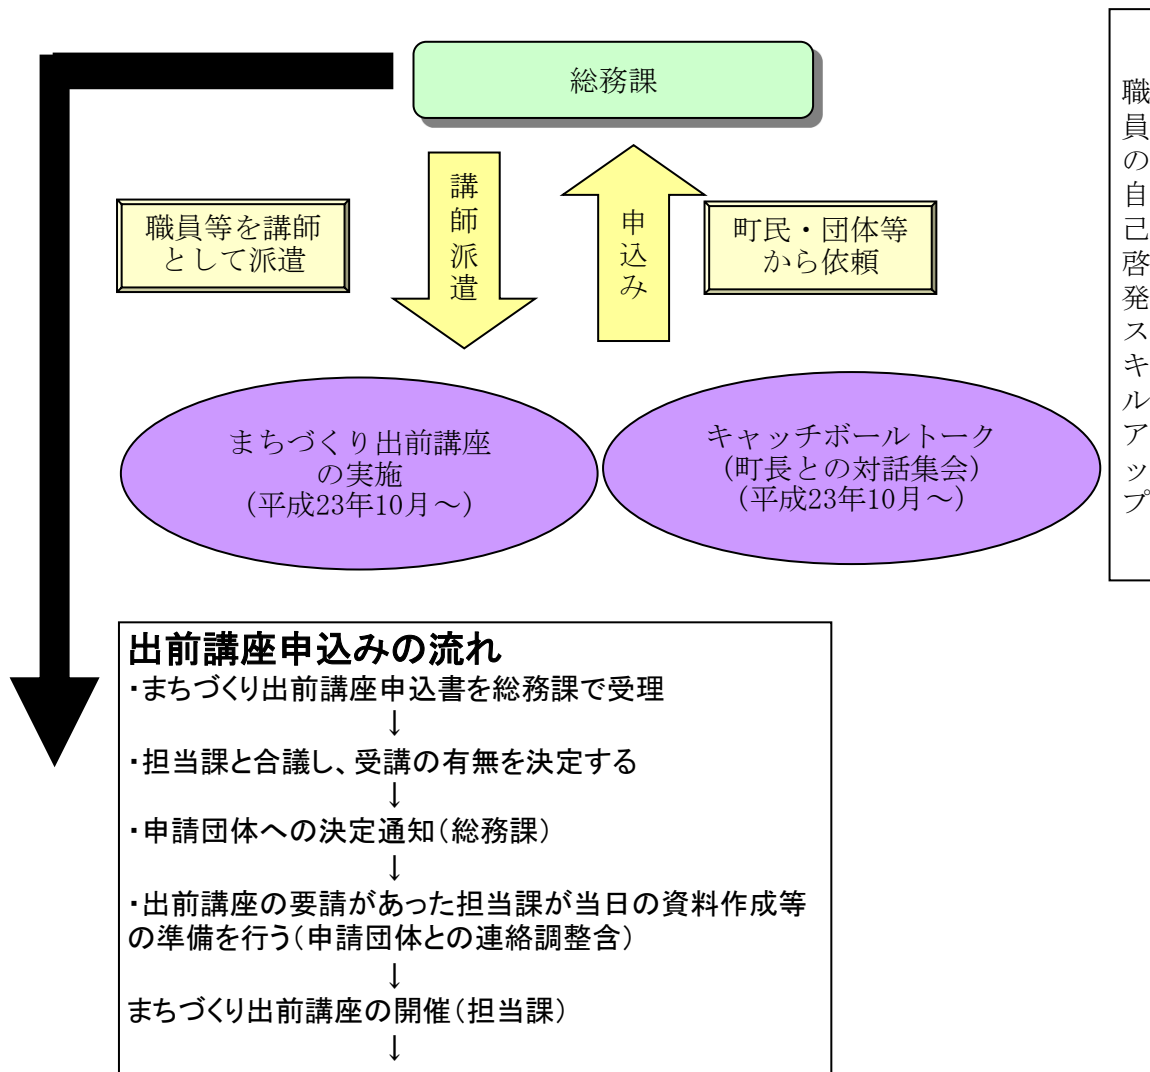 総務課
職員等を講師
として派遣
講師派遣
申込み
町民・団体等
から依頼
まちづくり出前講座
の実施
(平成23年10月～)
キャッチボールトーク
(町長との対話集会)
(平成23年10月～)
職員の自己啓発スキルアップ
出前講座申込みの流れ
・まちづくり出前講座申込書を総務課で受理
↓
・担当課と合議し、受講の有無を決定する
↓
・申請団体への決定通知(総務課)
↓
・出前講座の要請があった担当課が当日の資料作成等
の準備を行う(申請団体との連絡調整含)
↓
まちづくり出前講座の開催(担当課)
↓